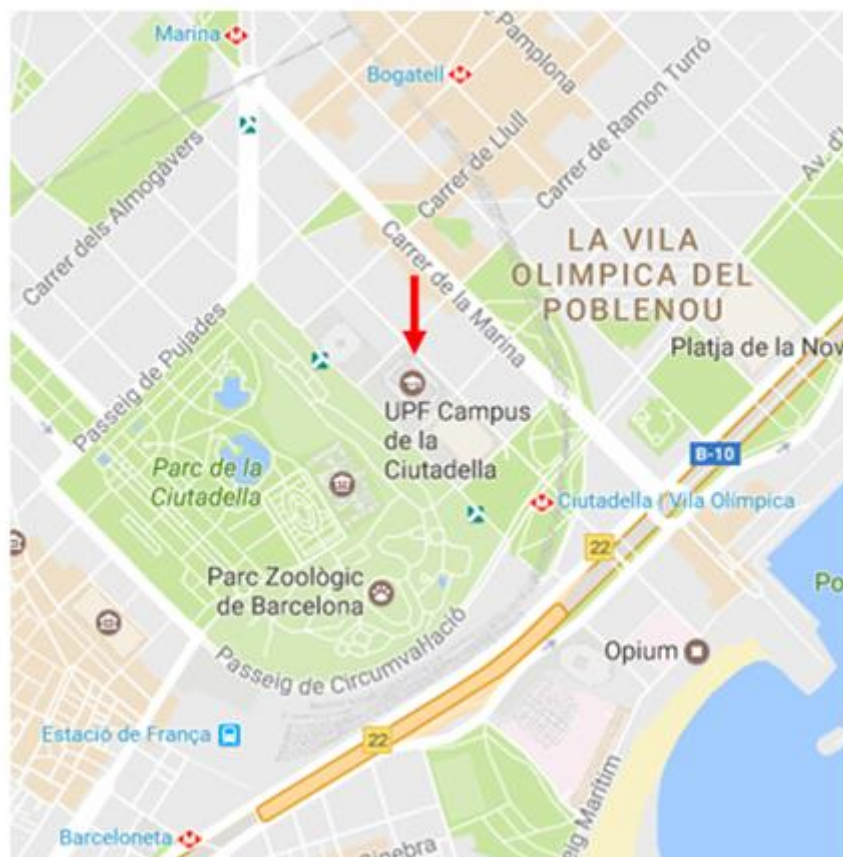 Marina
Bogatell
Pamplona
Carrer de Llull
Carrer de Ramon Turró
Av. d'
Carrer dels Almogàvers
Carrer de la Marina
LA VILA
OLIMPICA DEL
POBLENOU
Platja de la Nov
Passeig de Pujades
UPF Campus
de la
Ciutadella
B-10
Parc de la
Ciutadella
Ciutadella / Vila Olímpica
22
Parc Zoològic
de Barcelona
Po
Passeig de Circumval·lació
Opium
Estació de França
22
eig Marítim
Barceloneta
Ginebra